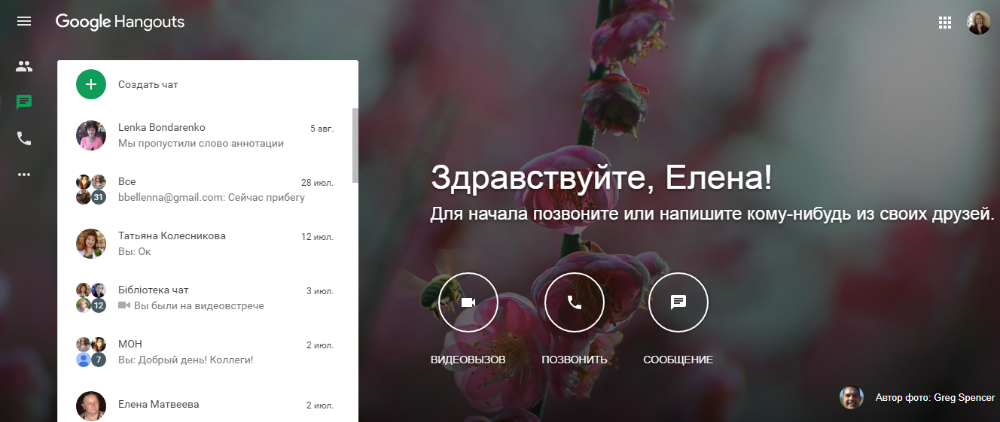 Google Hangouts
Создать чат
Lenka Bondarenko
5 авг.
Мы пропустили слово аннотации
Все
28 июл.
31
bbellenna@gmail.com: Сейчас прибегу
Татьяна Колесникова
12 июл.
Вы: Ок
Бібліотека чат
3 июл.
12
Вы были на видеовстрече
МОН
2 июл.
7
Вы: Добрый день! Коллеги!
Елена Матвеева
2 июл.
Здравствуйте, Елена!
Для начала позвоните или напишите кому-нибудь из своих друзей.
ВИДЕОВЫЗОВ
ПОЗВОНИТЬ
СООБЩЕНИЕ
Автор фото: Greg Spencer